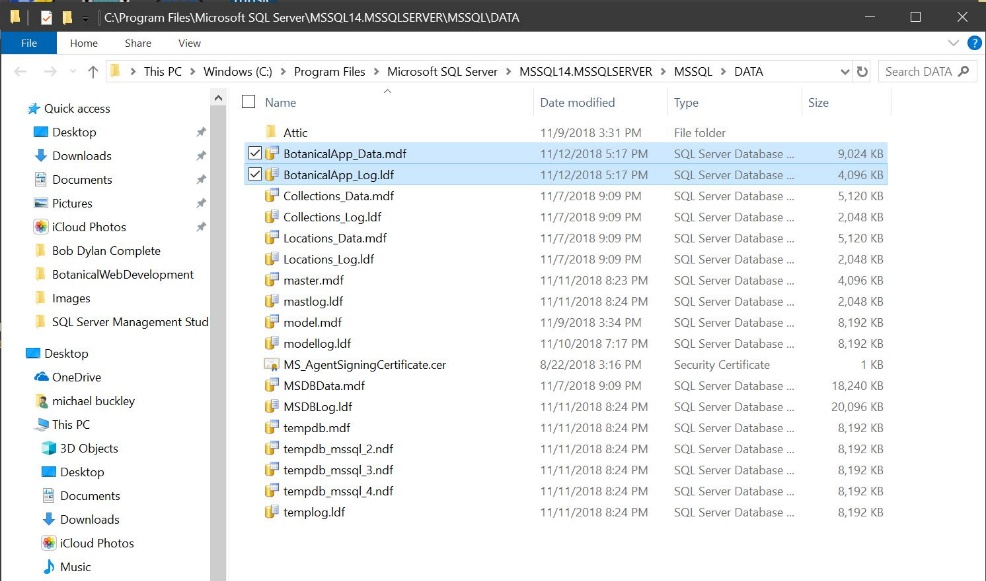 C:\Program Files\Microsoft SQL Server\MSSQL14.MSSQLSERVER\MSSQL\DATA
File Home Share View
This PC > Windows (C:) > Program Files > Microsoft SQL Server > MSSQL14.MSSQLSERVER > MSSQL > DATA
Search DATA
Quick access
Desktop
Downloads
Documents
Pictures
iCloud Photos
Bob Dylan Complete
BotanicalWebDevelopment
Images
SQL Server Management Stud
Desktop
OneDrive
michael buckley
This PC
3D Objects
Desktop
Documents
Downloads
iCloud Photos
Music
Name Date modified Type Size
Attic 11/9/2018 3:31 PM File folder
BotanicalApp_Data.mdf 11/12/2018 5:17 PM SQL Server Database ... 9,024 KB
BotanicalApp_Log.ldf 11/12/2018 5:17 PM SQL Server Database ... 4,096 KB
Collections_Data.mdf 11/7/2018 9:09 PM SQL Server Database ... 5,120 KB
Collections_Log.ldf 11/7/2018 9:09 PM SQL Server Database ... 2,048 KB
Locations_Data.mdf 11/7/2018 9:09 PM SQL Server Database ... 5,120 KB
Locations_Log.ldf 11/7/2018 9:09 PM SQL Server Database ... 2,048 KB
master.mdf 11/11/2018 8:23 PM SQL Server Database ... 4,096 KB
mastlog.ldf 11/11/2018 8:24 PM SQL Server Database ... 2,048 KB
model.mdf 11/9/2018 3:34 PM SQL Server Database ... 8,192 KB
modellog.ldf 11/10/2018 7:17 PM SQL Server Database ... 8,192 KB
MS_AgentSigningCertificate.cer 8/22/2018 3:16 PM Security Certificate 1 KB
MSDBData.mdf 11/7/2018 9:09 PM SQL Server Database ... 18,240 KB
MSDBLog.ldf 11/11/2018 8:24 PM SQL Server Database ... 20,096 KB
tempdb.mdf 11/11/2018 8:24 PM SQL Server Database ... 8,192 KB
tempdb_mssql_2.ndf 11/11/2018 8:24 PM SQL Server Database ... 8,192 KB
tempdb_mssql_3.ndf 11/11/2018 8:24 PM SQL Server Database ... 8,192 KB
tempdb_mssql_4.ndf 11/11/2018 8:24 PM SQL Server Database ... 8,192 KB
templog.ldf 11/11/2018 8:24 PM SQL Server Database ... 8,192 KB